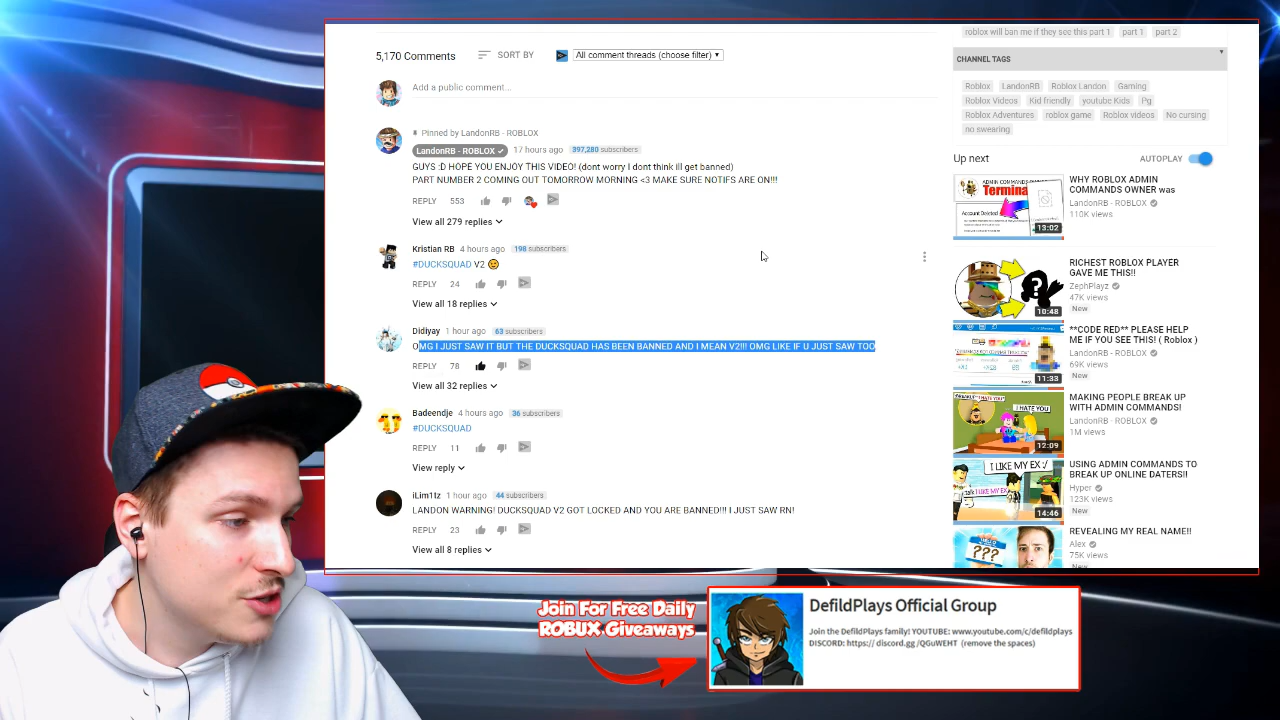 roblox will ban me if they see this part 1 part 1 part 2
5,170 Comments SORT BY All comment threads (choose filter)
CHANNEL TAGS
Add a public comment...
Roblox LandonRB Roblox Landon Gaming
Roblox Videos Kid friendly youtube Kids Pg
Roblox Adventures roblox game Roblox videos No cursing
no swearing
Pinned by LandonRB - ROBLOX
LandonRB - ROBLOX 17 hours ago 397,280 subscribers
GUYS :D HOPE YOU ENJOY THIS VIDEO! (dont worry I dont think ill get banned)
PART NUMBER 2 COMING OUT TOMORROW MORNING <3 MAKE SURE NOTIFS ARE ON!!!
REPLY 553
View all 279 replies
Kristian RB 4 hours ago 198 subscribers
#DUCKSQUAD V2 😉
REPLY 24
View all 18 replies
Didiyay 1 hour ago 63 subscribers
OMG I JUST SAW IT BUT THE DUCKSQUAD HAS BEEN BANNED AND I MEAN V2!!! OMG LIKE IF U JUST SAW TOO
REPLY 78
View all 32 replies
Badeendje 4 hours ago 36 subscribers
#DUCKSQUAD
REPLY 11
View reply
iLim1tz 1 hour ago 44 subscribers
LANDON WARNING! DUCKSQUAD V2 GOT LOCKED AND YOU ARE BANNED!!! I JUST SAW RN!
REPLY 23
View all 8 replies
Up next AUTOPLAY
ADMIN COMMANDS
Termina
Account Deleted
13:02
WHY ROBLOX ADMIN
COMMANDS OWNER was
LandonRB - ROBLOX
110K views
10:48
RICHEST ROBLOX PLAYER
GAVE ME THIS!!
ZephPlayz
47K views
New
11:33
**CODE RED** PLEASE HELP
ME IF YOU SEE THIS! ( Roblox )
LandonRB - ROBLOX
69K views
New
I HATE YOU
12:09
MAKING PEOPLE BREAK UP
WITH ADMIN COMMANDS!
LandonRB - ROBLOX
1M views
I LIKE MY EX :/
14:46
USING ADMIN COMMANDS TO
BREAK UP ONLINE DATERS!!
Hyper
123K views
New
???
REVEALING MY REAL NAME!!
Alex
75K views
New
Join For Free Daily
ROBUX Giveaways
DefildPlays Official Group
Join the DefildPlays family! YOUTUBE: www.youtube.com/c/defildplays
DISCORD: https:// discord.gg /QGuWEHT (remove the spaces)